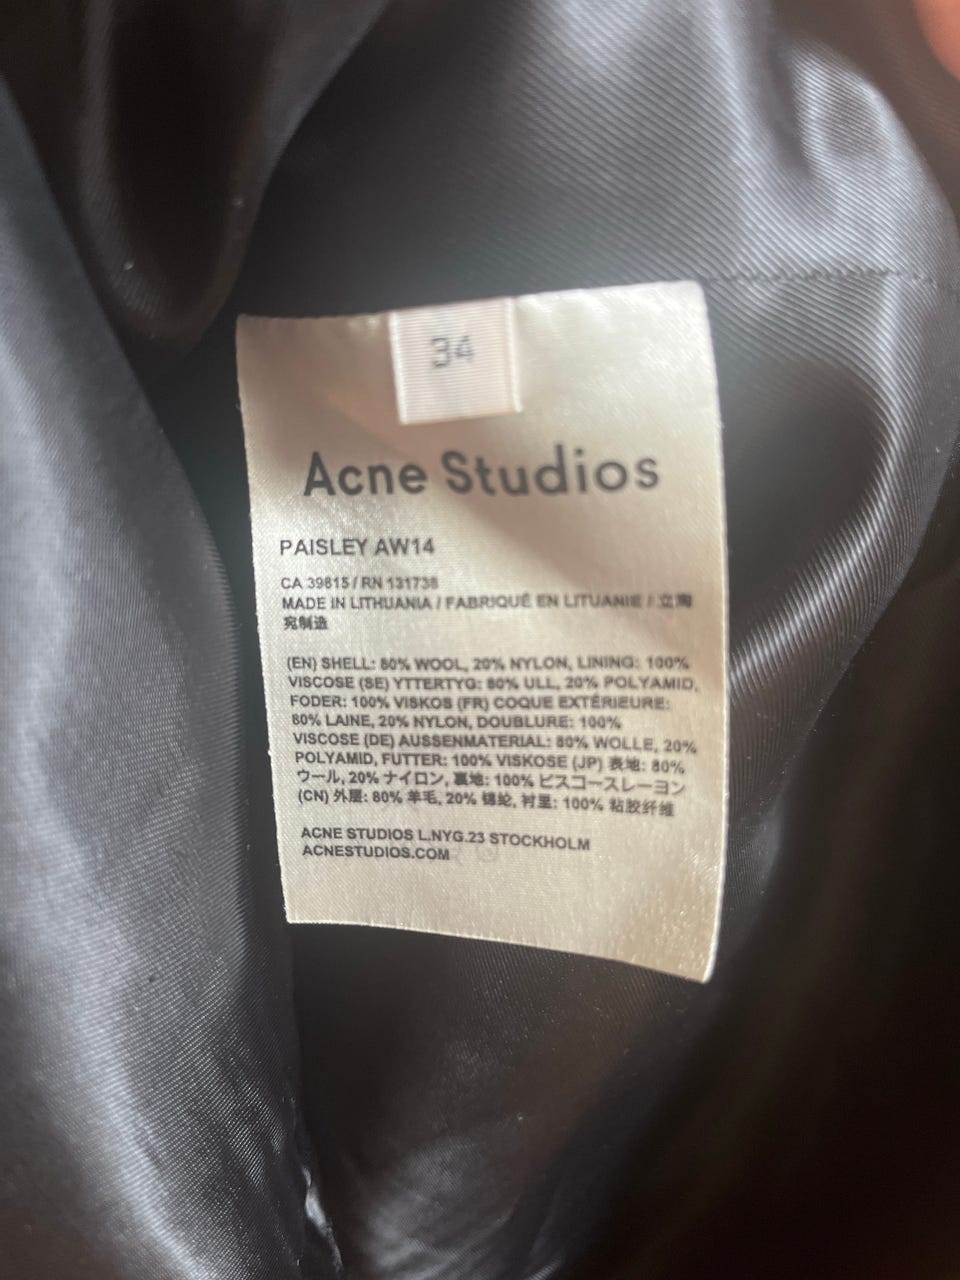 34
Acne Studios
PAISLEY AW14
CA 39815 / RN 131738
MADE IN LITHUANIA / FABRIQUÉ EN LITUANIE / 立陶
宛制造
(EN) SHELL: 80% WOOL, 20% NYLON, LINING: 100%
VISCOSE (SE) YTTERTYG: 80% ULL, 20% POLYAMID,
FODER: 100% VISKOS (FR) COQUE EXTÉRIEURE:
80% LAINE, 20% NYLON, DOUBLURE: 100%
VISCOSE (DE) AUSSENMATERIAL: 80% WOLLE, 20%
POLYAMID, FUTTER: 100% VISKOSE (JP) 表地: 80%
ウール, 20% ナイロン, 裏地: 100% ビスコースレーヨン
(CN) 外层: 80% 羊毛, 20% 锦纶, 衬里: 100% 粘胶纤维
ACNE STUDIOS L.NYG.23 STOCKHOLM
ACNESTUDIOS.COM